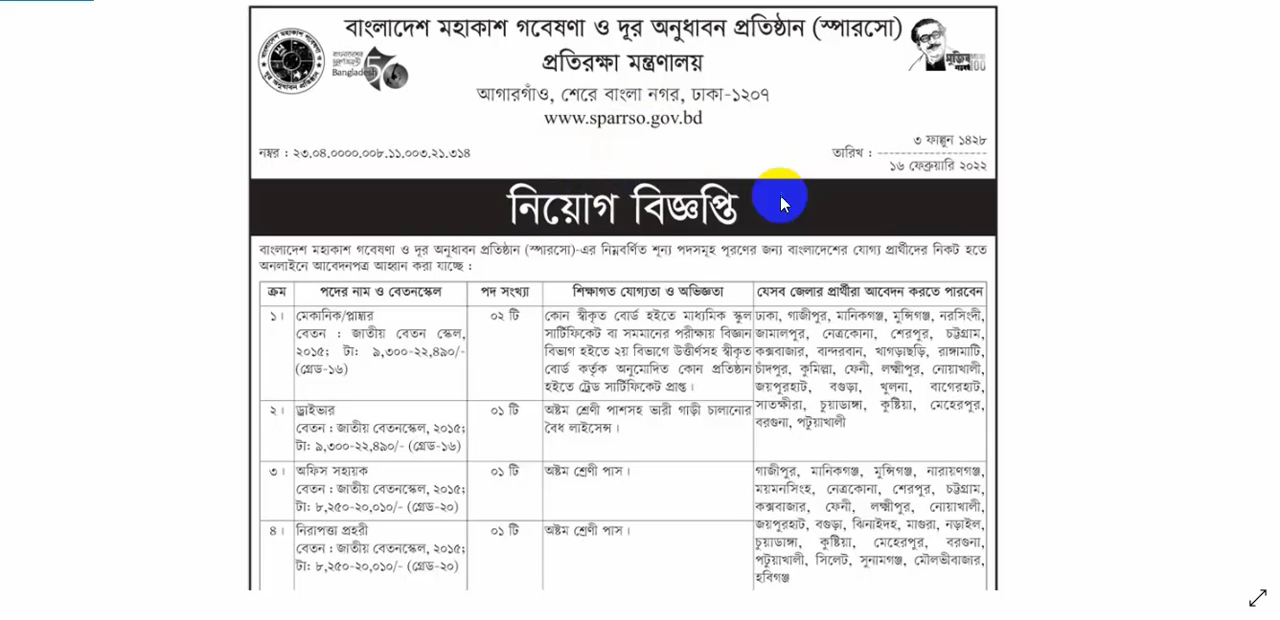 বাংলাদেশ মহাকাশ গবেষণা ও দূর অনুধাবন প্রতিষ্ঠান (স্পারসো)
প্রতিরক্ষা মন্ত্রণালয়
আগারগাঁও, শেরে বাংলা নগর, ঢাকা-১২০৭
www.sparrso.gov.bd
Bangladesh 50
মুজিব 100
নম্বর : ২৩.০৪.০০০০.০০৮.১১.০০৩.২১.৩১৪
তারিখ :
৩ ফাল্গুন ১৪২৮
১৬ ফেব্রুয়ারি ২০২২
নিয়োগ বিজ্ঞপ্তি
বাংলাদেশ মহাকাশ গবেষণা ও দূর অনুধাবন প্রতিষ্ঠান (স্পারসো)-এর নিম্নবর্ণিত শূন্য পদসমূহ পূরণের জন্য বাংলাদেশের যোগ্য প্রার্থীদের নিকট হতে
অনলাইনে আবেদনপত্র আহ্বান করা যাচ্ছে :
ক্রম পদের নাম ও বেতনস্কেল পদ সংখ্যা শিক্ষাগত যোগ্যতা ও অভিজ্ঞতা যেসব জেলার প্রার্থীরা আবেদন করতে পারবেন
১। মেকানিক/প্লাম্বার
বেতন : জাতীয় বেতন স্কেল,
২০১৫; টা: ৯,৩০০-২২,৪৯০/-
(গ্রেড-১৬)
০২ টি
কোন স্বীকৃত বোর্ড হইতে মাধ্যমিক স্কুল
সার্টিফিকেট বা সমমানের পরীক্ষায় বিজ্ঞান
বিভাগ হইতে ২য় বিভাগে উত্তীর্ণসহ স্বীকৃত
বোর্ড কর্তৃক অনুমোদিত কোন প্রতিষ্ঠান
হইতে ট্রেড সার্টিফিকেট প্রাপ্ত।
ঢাকা, গাজীপুর, মানিকগঞ্জ, মুন্সিগঞ্জ, নরসিংদী,
জামালপুর, নেত্রকোনা, শেরপুর, চট্টগ্রাম,
কক্সবাজার, বান্দরবান, খাগড়াছড়ি, রাঙ্গামাটি,
চাঁদপুর, কুমিল্লা, ফেনী, লক্ষ্মীপুর, নোয়াখালী,
জয়পুরহাট, বগুড়া, খুলনা, বাগেরহাট,
সাতক্ষীরা, চুয়াডাঙ্গা, কুষ্টিয়া, মেহেরপুর,
বরগুনা, পটুয়াখালী
২। ড্রাইভার
বেতন : জাতীয় বেতনস্কেল, ২০১৫;
টা: ৯,৩০০-২২,৪৯০/- (গ্রেড-১৬)
০১ টি
অষ্টম শ্রেণী পাশসহ ভারী গাড়ী চালানোর
বৈধ লাইসেন্স।
৩। অফিস সহায়ক
বেতন : জাতীয় বেতনস্কেল, ২০১৫;
টা: ৮,২৫০-২০,০১০/- (গ্রেড-২০)
০১ টি
অষ্টম শ্রেণী পাস।
গাজীপুর, মানিকগঞ্জ, মুন্সিগঞ্জ, নারায়ণগঞ্জ,
ময়মনসিংহ, নেত্রকোনা, শেরপুর, চট্টগ্রাম,
কক্সবাজার, ফেনী, লক্ষ্মীপুর, নোয়াখালী,
জয়পুরহাট, বগুড়া, ঝিনাইদহ, মাগুরা, নড়াইল,
চুয়াডাঙ্গা, কুষ্টিয়া, মেহেরপুর, বরগুনা,
পটুয়াখালী, সিলেট, সুনামগঞ্জ, মৌলভীবাজার,
হবিগঞ্জ
৪। নিরাপত্তা প্রহরী
বেতন : জাতীয় বেতনস্কেল, ২০১৫;
টা: ৮,২৫০-২০,০১০/- (গ্রেড-২০)
০১ টি
অষ্টম শ্রেণী পাস।